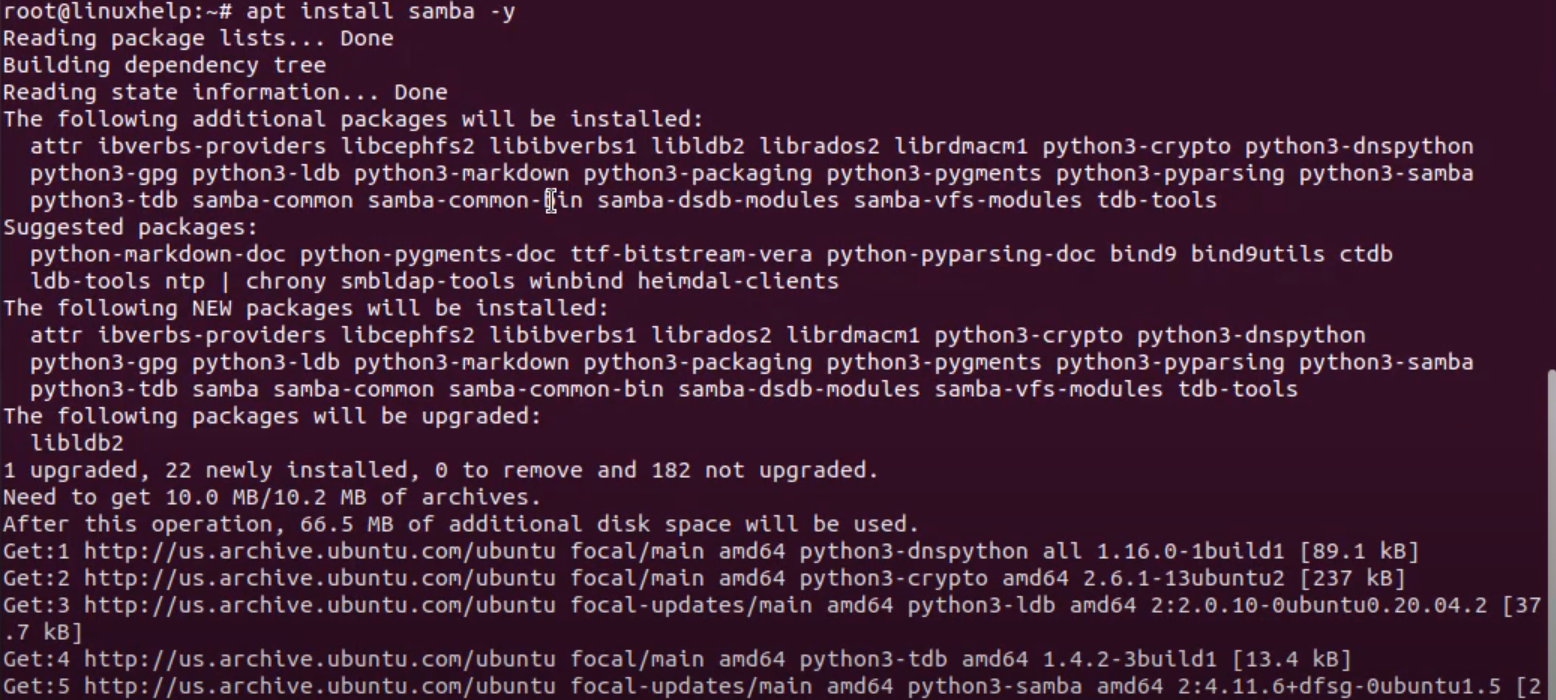 root@linuxhelp:~# apt install samba -y
Reading package lists... Done
Building dependency tree
Reading state information... Done
The following additional packages will be installed:
  attr ibverbs-providers libcephfs2 libibverbs1 libldb2 librados2 librdmacm1 python3-crypto python3-dnspython
  python3-gpg python3-ldb python3-markdown python3-packaging python3-pygments python3-pyparsing python3-samba
  python3-tdb samba-common samba-common-bin samba-dsdb-modules samba-vfs-modules tdb-tools
Suggested packages:
  python-markdown-doc python-pygments-doc ttf-bitstream-vera python-pyparsing-doc bind9 bind9utils ctdb
  ldb-tools ntp | chrony smbldap-tools winbind heimdal-clients
The following NEW packages will be installed:
  attr ibverbs-providers libcephfs2 libibverbs1 librados2 librdmacm1 python3-crypto python3-dnspython
  python3-gpg python3-ldb python3-markdown python3-packaging python3-pygments python3-pyparsing python3-samba
  python3-tdb samba samba-common samba-common-bin samba-dsdb-modules samba-vfs-modules tdb-tools
The following packages will be upgraded:
  libldb2
1 upgraded, 22 newly installed, 0 to remove and 182 not upgraded.
Need to get 10.0 MB/10.2 MB of archives.
After this operation, 66.5 MB of additional disk space will be used.
Get:1 http://us.archive.ubuntu.com/ubuntu focal/main amd64 python3-dnspython all 1.16.0-1build1 [89.1 kB]
Get:2 http://us.archive.ubuntu.com/ubuntu focal/main amd64 python3-crypto amd64 2.6.1-13ubuntu2 [237 kB]
Get:3 http://us.archive.ubuntu.com/ubuntu focal-updates/main amd64 python3-ldb amd64 2:2.0.10-0ubuntu0.20.04.2 [37
.7 kB]
Get:4 http://us.archive.ubuntu.com/ubuntu focal/main amd64 python3-tdb amd64 1.4.2-3build1 [13.4 kB]
Get:5 http://us.archive.ubuntu.com/ubuntu focal-updates/main amd64 python3-samba amd64 2:4.11.6+dfsg-0ubuntu1.5 [2